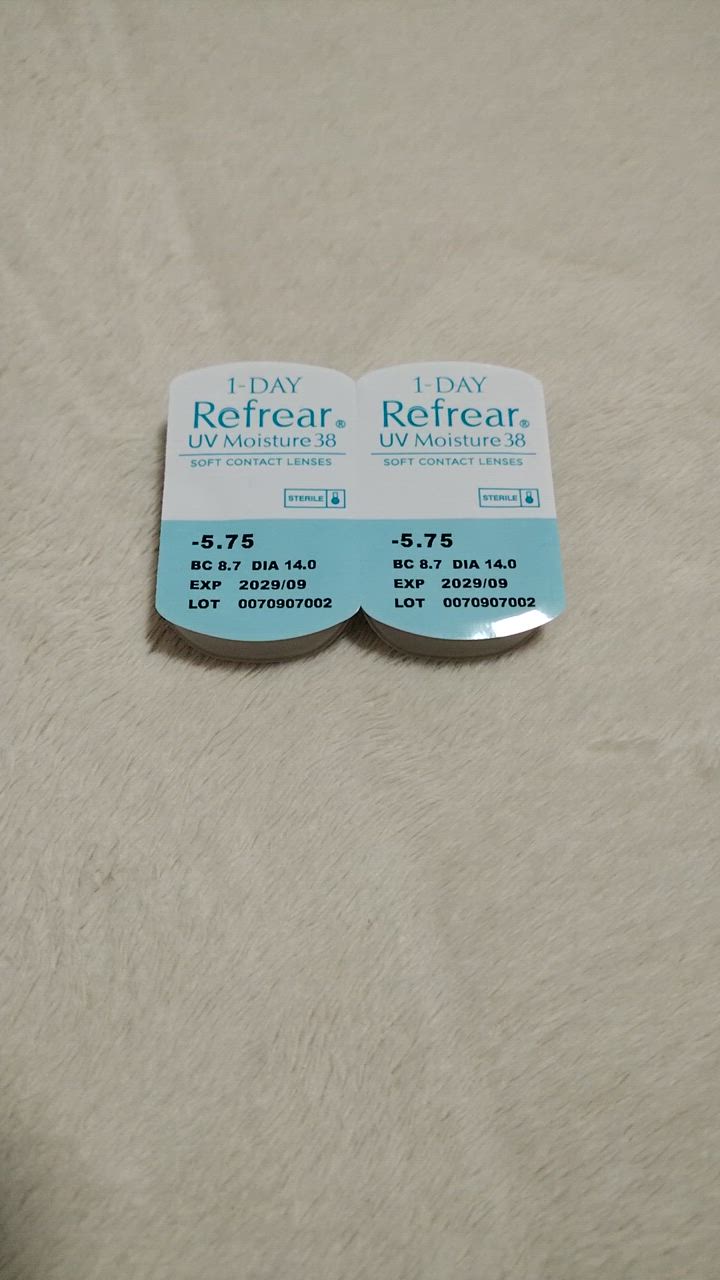 1-DAY
Refrear®
UV Moisture 38
SOFT CONTACT LENSES
STERILE
-5.75
BC 8.7 DIA 14.0
EXP 2029/09
LOT 0070907002
1-DAY
Refrear®
UV Moisture 38
SOFT CONTACT LENSES
STERILE
-5.75
BC 8.7 DIA 14.0
EXP 2029/09
LOT 0070907002